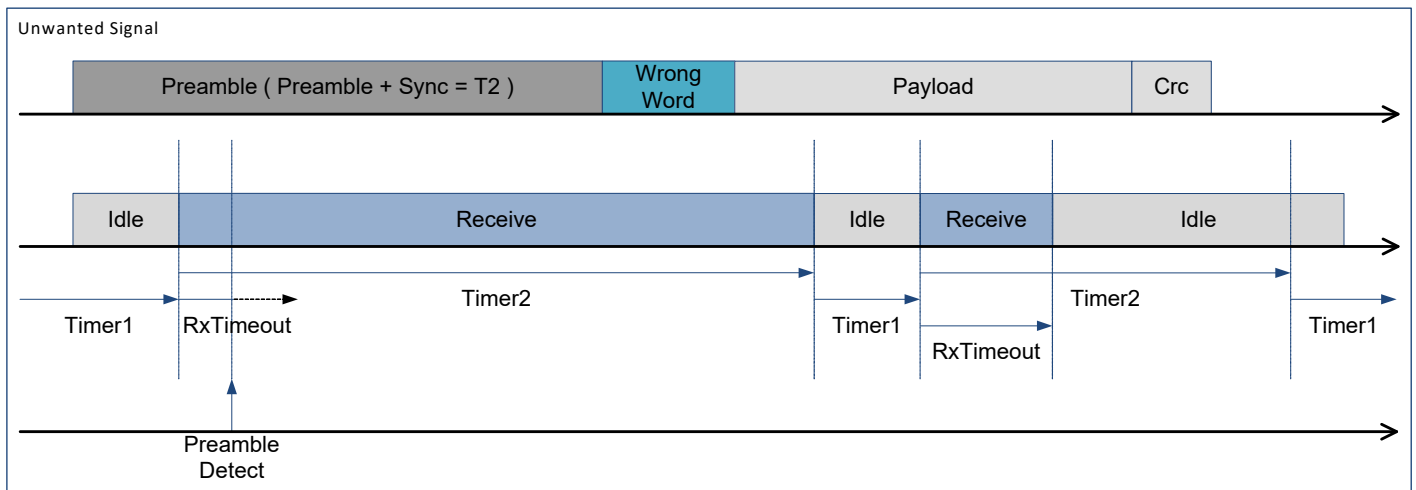 Unwanted Signal
Preamble ( Preamble + Sync = T2 )
Wrong
Word
Payload
Crc
Idle
Receive
Idle
Receive
Idle
Timer2
Timer2
Timer1
RxTimeout
Timer1
Timer1
RxTimeout
Preamble
Detect